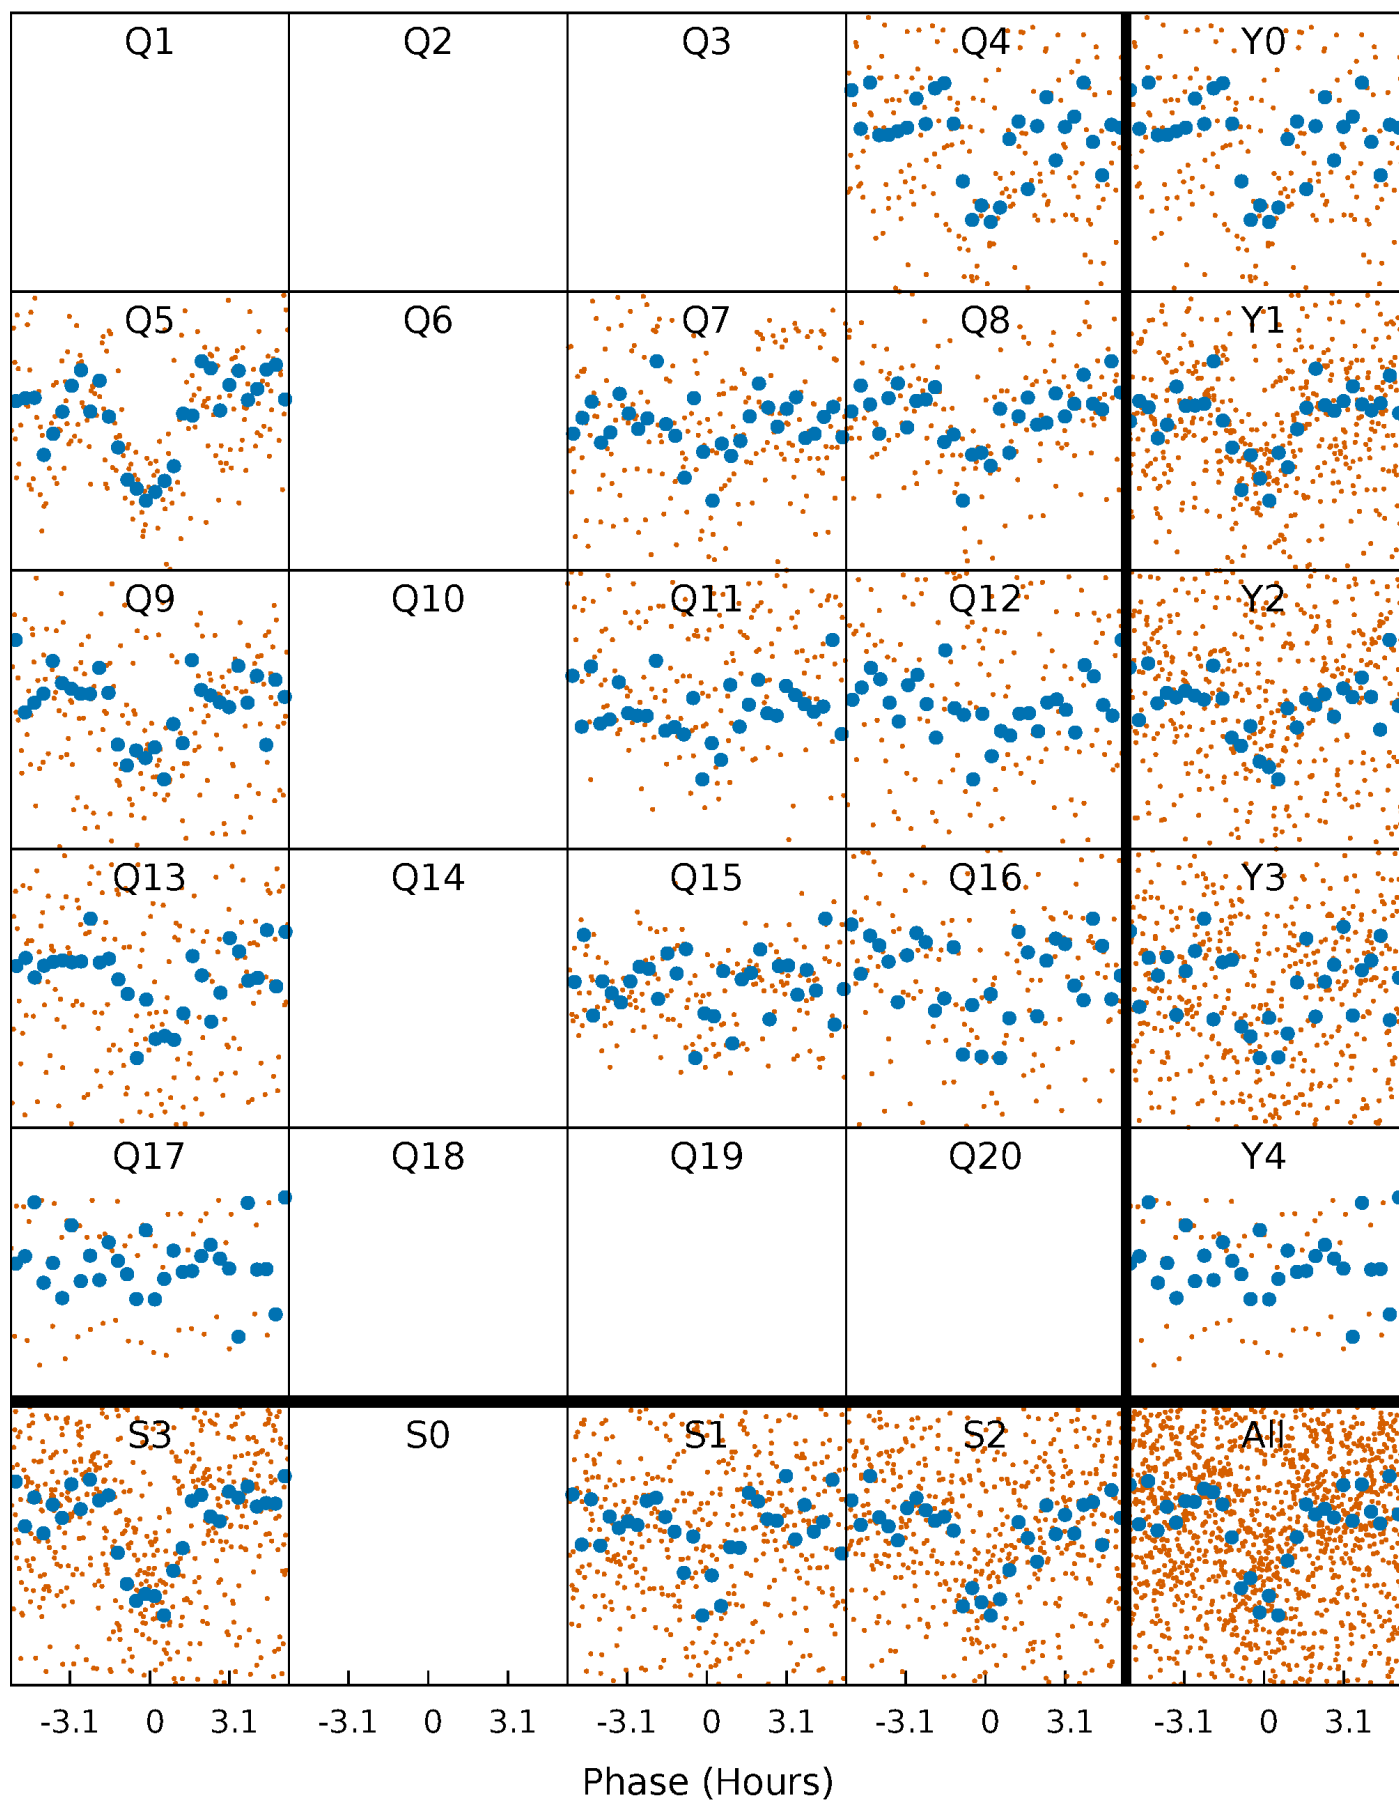 Q1 Q2 Q3 Q4 Y0
Q5 Q6 Q7 Q8 Y1
Q9 Q10 Q11 Q12 Y2
Q13 Q14 Q15 Q16 Y3
Q17 Q18 Q19 Q20 Y4
S3 S0 S1 S2 All
-3.1 0 3.1 -3.1 0 3.1 -3.1 0 3.1 -3.1 0 3.1 -3.1 0 3.1
Phase (Hours)